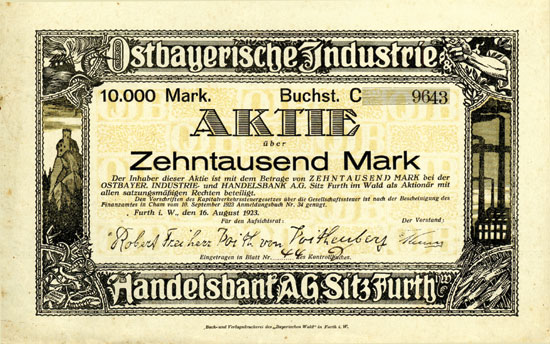 Ostbayerische Industrie
10.000 Mark. Buchst. C 9643
AKTIE
über
Zehntausend Mark
Der Inhaber dieser Aktie ist mit dem Betrage von ZEHNTAUSEND MARK bei der
OSTBAYER. INDUSTRIE- und HANDELSBANK A.G. Sitz Furth im Wald als Aktionär mit
allen satzungsmäßigen Rechten beteiligt.
Den Vorschriften des Kapitalverkehrssteuergesetzes über die Gesellschaftssteuer ist nach der Bescheinigung des
Finanzamtes in Cham vom 10. September 1923 Anmeldungsbuch Nr. 34 genügt.
Furth i. W., den 16. August 1923.
Für den Aufsichtsrat: Der Vorstand:
Robert Freiherr Voith von Voithenberg
Eingetragen in Blatt Nr. 44 des Kontrollbuches.
Handelsbank A.G. Sitz Furth
Buch- und Verlagsdruckerei des „Bayerischen Wald" in Furth i. W.